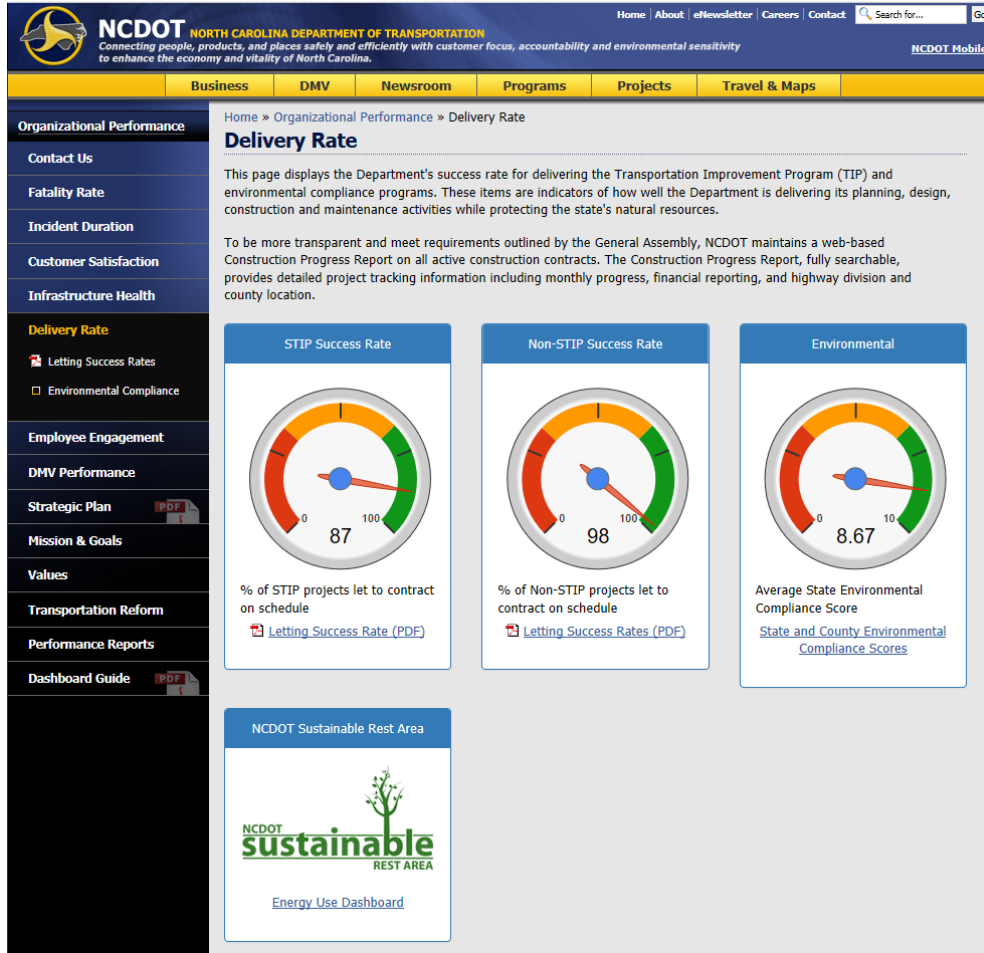 Home | About | eNewsletter | Careers | Contact
Search for...
Go
NCDOT NORTH CAROLINA DEPARTMENT OF TRANSPORTATION
Connecting people, products, and places safely and efficiently with customer focus, accountability and environmental sensitivity
to enhance the economy and vitality of North Carolina.
NCDOT Mobile
Business DMV Newsroom Programs Projects Travel & Maps
Organizational Performance
Contact Us
Fatality Rate
Incident Duration
Customer Satisfaction
Infrastructure Health
Delivery Rate
Letting Success Rates
Environmental Compliance
Employee Engagement
DMV Performance
Strategic Plan PDF
Mission & Goals
Values
Transportation Reform
Performance Reports
Dashboard Guide PDF
Home » Organizational Performance » Delivery Rate
Delivery Rate
This page displays the Department's success rate for delivering the Transportation Improvement Program (TIP) and
environmental compliance programs. These items are indicators of how well the Department is delivering its planning, design,
construction and maintenance activities while protecting the state's natural resources.
To be more transparent and meet requirements outlined by the General Assembly, NCDOT maintains a web-based
Construction Progress Report on all active construction contracts. The Construction Progress Report, fully searchable,
provides detailed project tracking information including monthly progress, financial reporting, and highway division and
county location.
STIP Success Rate
0 100
87
% of STIP projects let to contract
on schedule
Letting Success Rate (PDF)
Non-STIP Success Rate
0 100
98
% of Non-STIP projects let to
contract on schedule
Letting Success Rates (PDF)
Environmental
0 10
8.67
Average State Environmental
Compliance Score
State and County Environmental
Compliance Scores
NCDOT Sustainable Rest Area
NCDOT
sustainable
REST AREA
Energy Use Dashboard